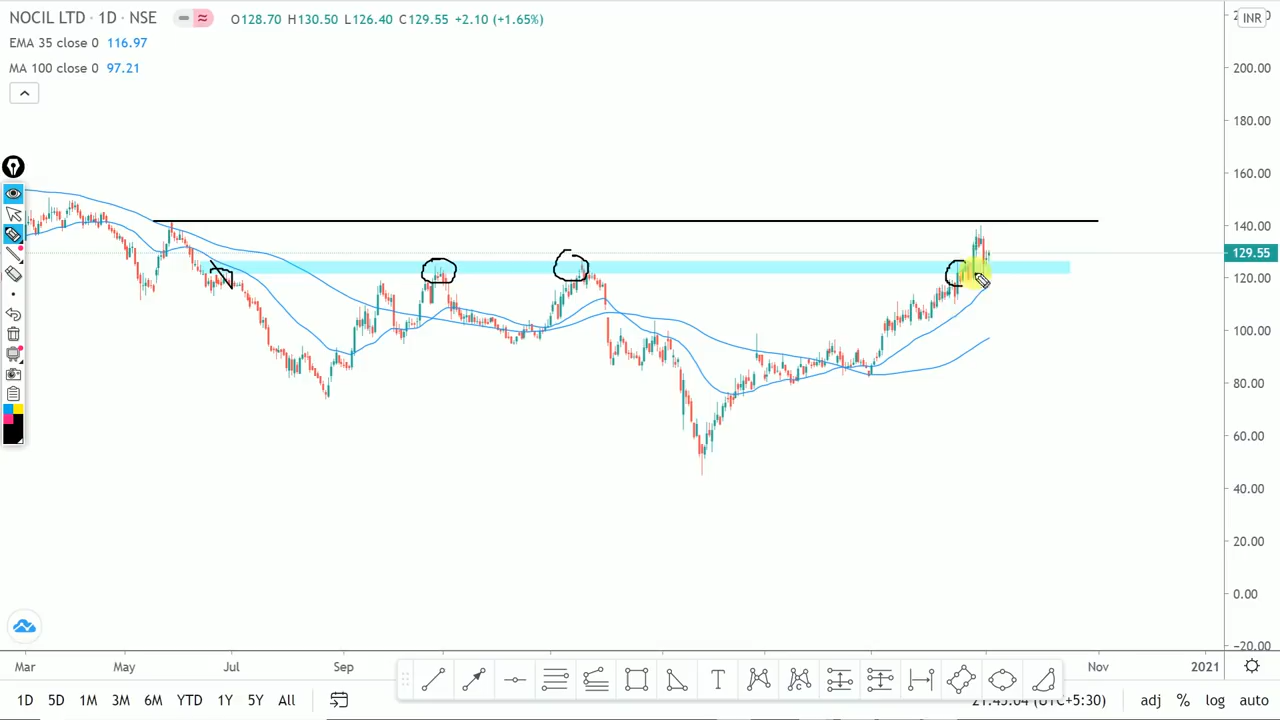 NOCIL LTD · 1D · NSE O128.70 H130.50 L126.40 C129.55 +2.10 (+1.65%)
EMA 35 close 0 116.97
MA 100 close 0 97.21
INR
200.00
180.00
160.00
140.00
129.55
120.00
100.00
80.00
60.00
40.00
20.00
0.00
−20.00
Mar May Jul Sep Nov 2021
1D 5D 1M 3M 6M YTD 1Y 5Y All (UTC+5:30) adj % log auto